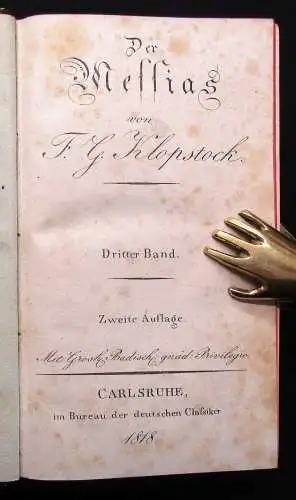 Der
Messias
von
F. G. Klopstock.
Dritter Band.
Zweite Auflage.
Mit Grosh. Badisch. gnäd. Privilegio.
CARLSRUHE,
im Bureau der deutschen Classiker
1818.